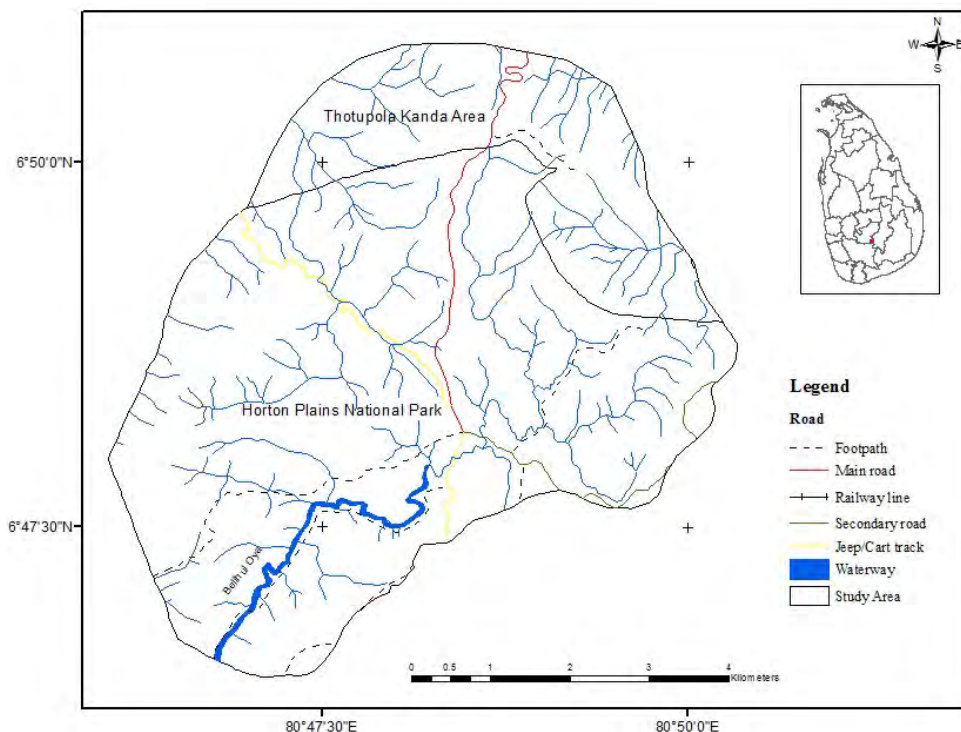 N
W E
S
Thotupola Kanda Area
6°50'0"N
Horton Plains National Park
6°47'30"N
Belihul Oya
Legend
Road
Footpath
Main road
Railway line
Secondary road
Jeep/Cart track
Waterway
Study Area
0 0.5 1 2 3 4
Kilometers
80°47'30"E 80°50'0"E